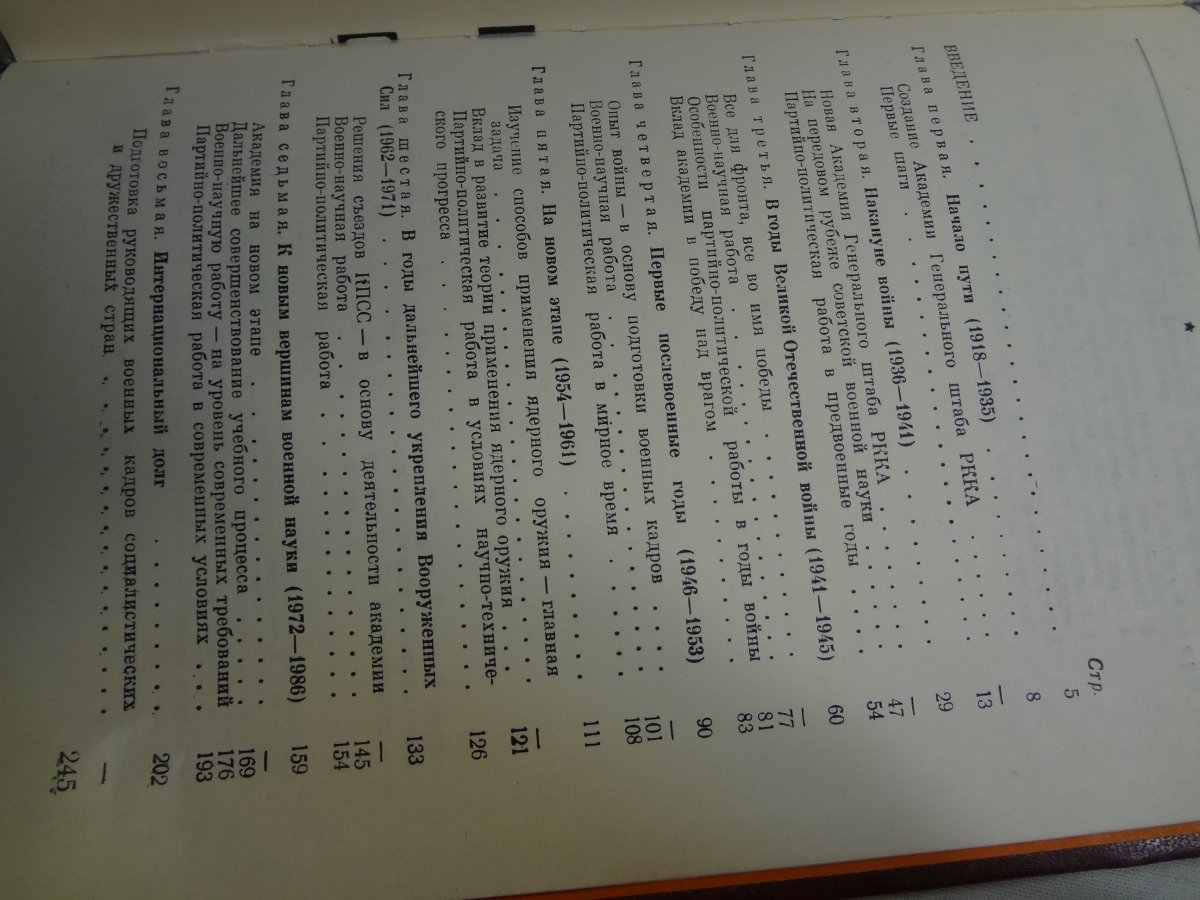 Стр.
ВВЕДЕНИЕ . . . . . . . . . . . . . . . . . . . . 5
Глава первая. Начало пути (1918—1935) . . . . . . . 8
Создание Академии Генерального штаба РККА . . . —
Первые шаги . . . . . . . . . . . . . . . . . . 13
Глава вторая. Накануне войны (1936—1941) . . . . . . 29
Новая Академия Генерального штаба РККА . . . . . —
На передовом рубеже советской военной науки . . . . 47
Партийно-политическая работа в предвоенные годы . . . 54
Глава третья. В годы Великой Отечественной войны (1941—1945) 60
Все для фронта, все во имя победы . . . . . . . . —
Военно-научная работа . . . . . . . . . . . . . 77
Особенности партийно-политической работы в годы войны 81
Вклад академии в победу над врагом . . . . . . . . 83
Глава четвертая. Первые послевоенные годы (1946—1953) 90
Опыт войны — в основу подготовки военных кадров . . —
Военно-научная работа . . . . . . . . . . . . . 101
Партийно-политическая работа в мирное время . . . . 108
Глава пятая. На новом этапе (1954—1961) . . . . . . . 111
Изучение способов применения ядерного оружия — главная
задача . . . . . . . . . . . . . . . . . . . . —
Вклад в развитие теории применения ядерного оружия . . 121
Партийно-политическая работа в условиях научно-техниче-
ского прогресса . . . . . . . . . . . . . . . . 126
Глава шестая. В годы дальнейшего укрепления Вооруженных
Сил (1962—1971) . . . . . . . . . . . . . . . . 133
Решения съездов КПСС — в основу деятельности академии —
Военно-научная работа . . . . . . . . . . . . . 145
Партийно-политическая работа . . . . . . . . . . 154
Глава седьмая. К новым вершинам военной науки (1972—1986) 159
Академия на новом этапе . . . . . . . . . . . . . —
Дальнейшее совершенствование учебного процесса . . . . 169
Военно-научную работу — на уровень современных требований 176
Партийно-политическая работа в современных условиях . . 193
Глава восьмая. Интернациональный долг . . . . . . . 202
Подготовка руководящих военных кадров социалистических
и дружественных стран . . . . . . . . . . . . . —
245